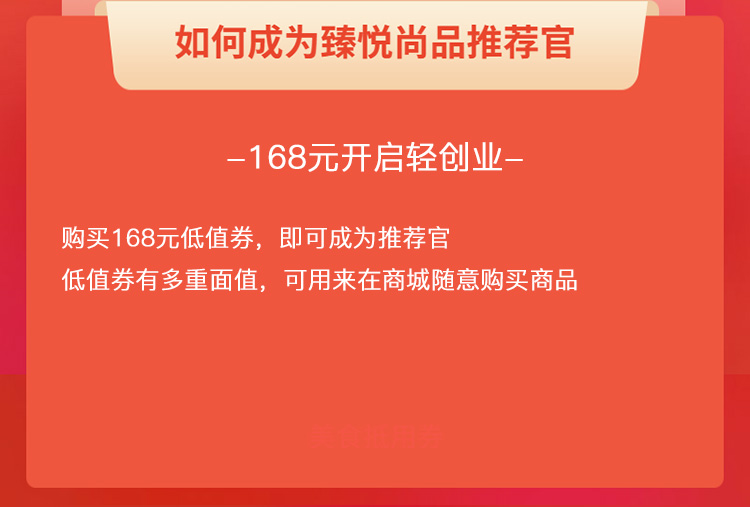 如何成为臻悦尚品推荐官
–168元开启轻创业–
购买168元低值券，即可成为推荐官
低值券有多重面值，可用来在商城随意购买商品